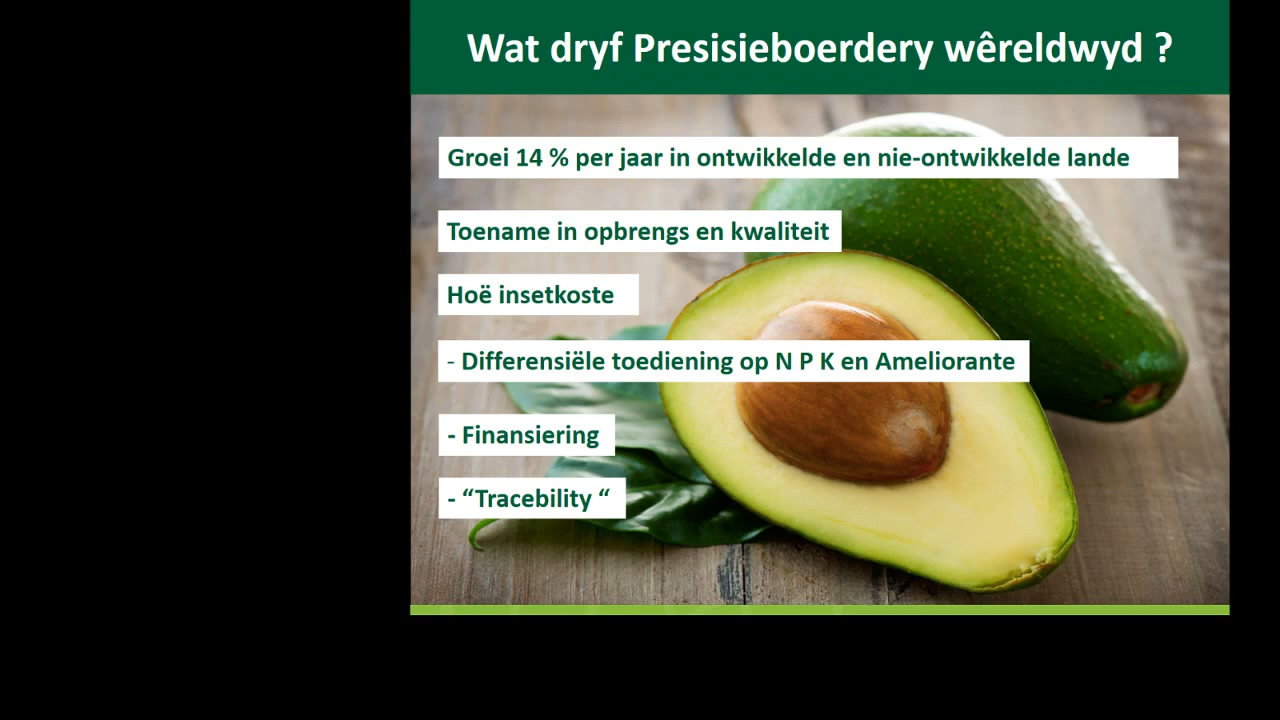 Wat dryf Presisieboerdery wêreldwyd ?
Groei 14 % per jaar in ontwikkelde en nie-ontwikkelde lande
Toename in opbrengs en kwaliteit
Hoë insetkoste
- Differensiële toediening op N P K en Ameliorante
- Finansiering
- “Tracebility “